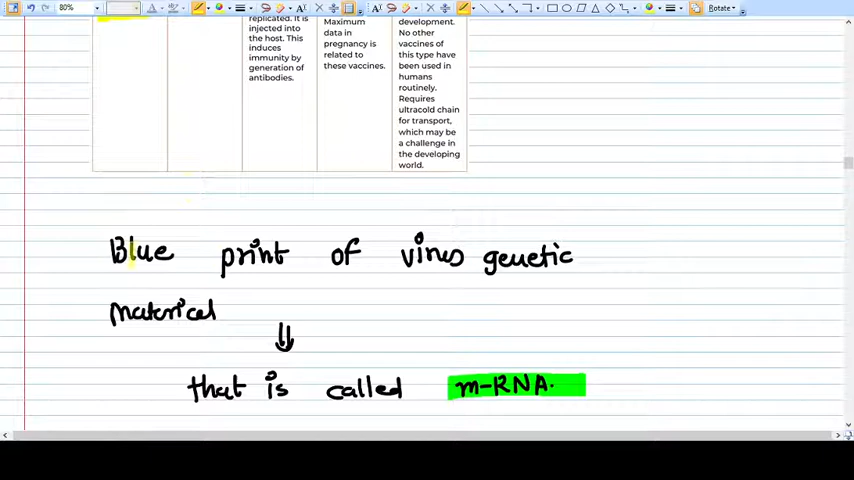 80%
Rotate
replicated. It is
injected into
the host. This
induces
immunity by
generation of
antibodies.
Maximum
data in
pregnancy is
related to
these vaccines.
development.
No other
vaccines of
this type have
been used in
humans
routinely.
Requires
ultracold chain
for transport,
which may be
a challenge in
the developing
world.
Blue print of virus genetic
material
that is called m-RNA.